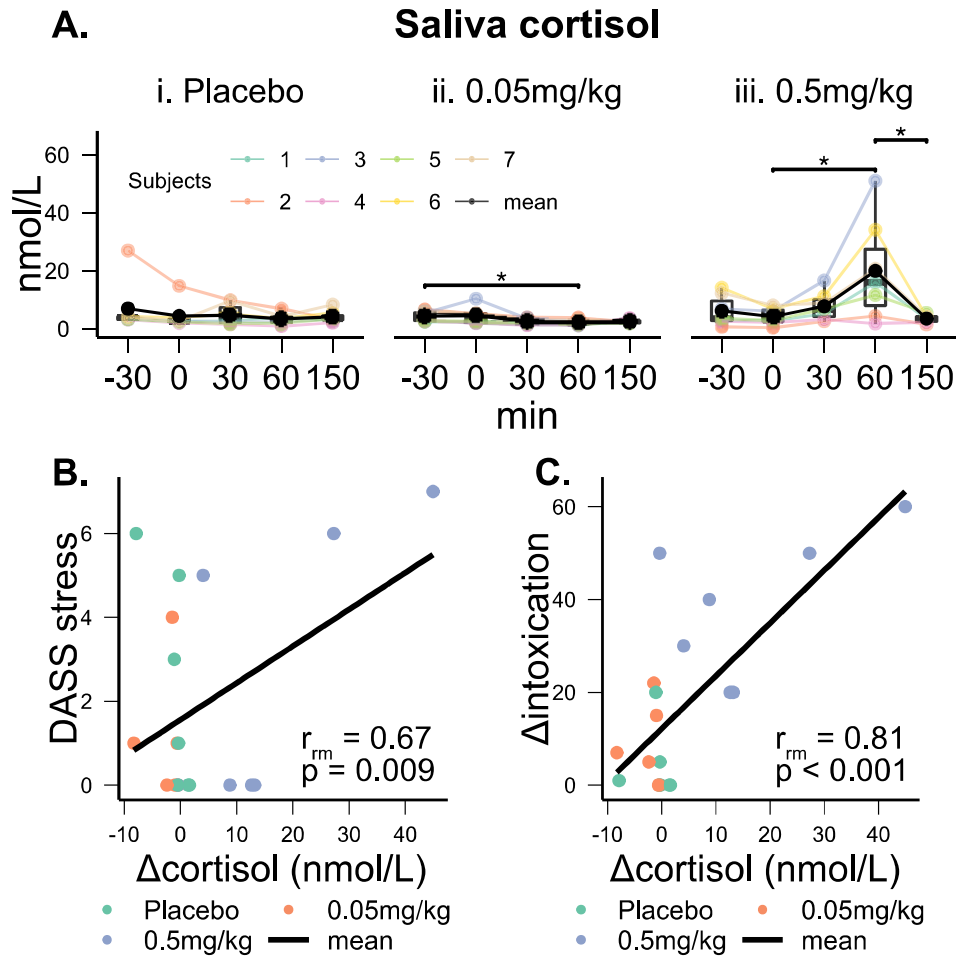 A. Saliva cortisol
i. Placebo ii. 0.05mg/kg iii. 0.5mg/kg
nmol/L
60
40
20
0
Subjects
1 3 5 7
2 4 6 mean
*
* *
-30 0 30 60 150 -30 0 30 60 150 -30 0 30 60 150
min
B.
DASS stress
6
4
2
0
r_rm = 0.67
p = 0.009
-10 0 10 20 30 40
Δcortisol (nmol/L)
Placebo 0.05mg/kg
0.5mg/kg mean
C.
Δintoxication
60
40
20
0
r_rm = 0.81
p < 0.001
-10 0 10 20 30 40
Δcortisol (nmol/L)
Placebo 0.05mg/kg
0.5mg/kg mean